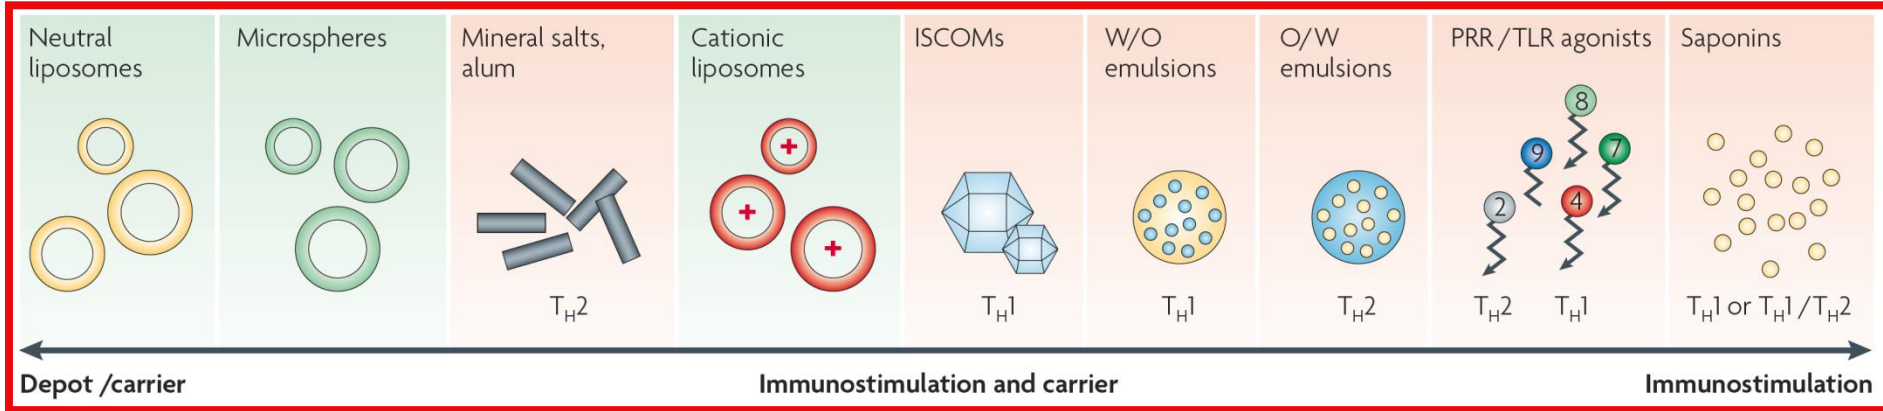 Neutral
liposomes
Microspheres
Mineral salts,
alum
Cationic
liposomes
ISCOMs
W/O
emulsions
O/W
emulsions
PRR/TLR agonists
Saponins
+
+
+
8
9
7
2
4
TH2
TH1
TH1
TH2
TH2
TH1
TH1 or TH1/TH2
Depot /carrier
Immunostimulation and carrier
Immunostimulation